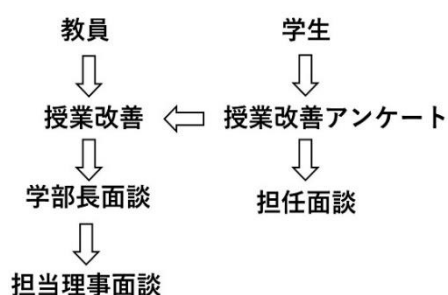 教員
学生
授業改善
授業改善アンケート
学部長面談
担任面談
担当理事面談